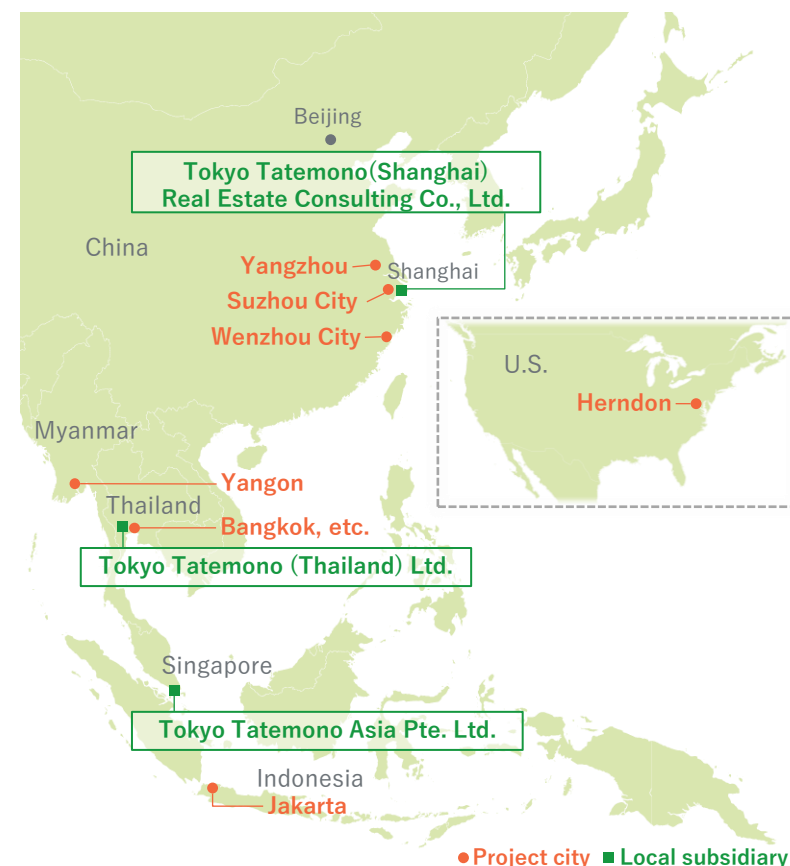 Beijing
Tokyo Tatemono(Shanghai)
Real Estate Consulting Co., Ltd.
China
Yangzhou
Shanghai
Suzhou City
Wenzhou City
U.S.
Herndon
Myanmar
Yangon
Thailand
Bangkok, etc.
Tokyo Tatemono (Thailand) Ltd.
Singapore
Tokyo Tatemono Asia Pte. Ltd.
Indonesia
Jakarta
Project city Local subsidiary